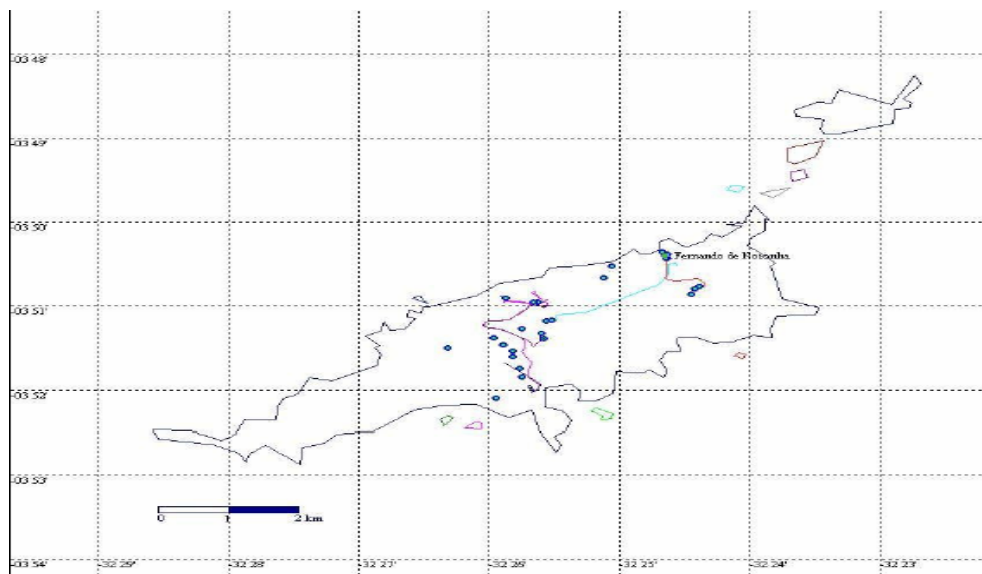 -03 48'
-03 49'
-03 50'
Fernando de Noronha
-03 51'
-03 52'
-03 53'
0 1 2 km
-03 54'
-32 29' -32 28' -32 27' -32 26' -32 25' -32 24' -32 23'